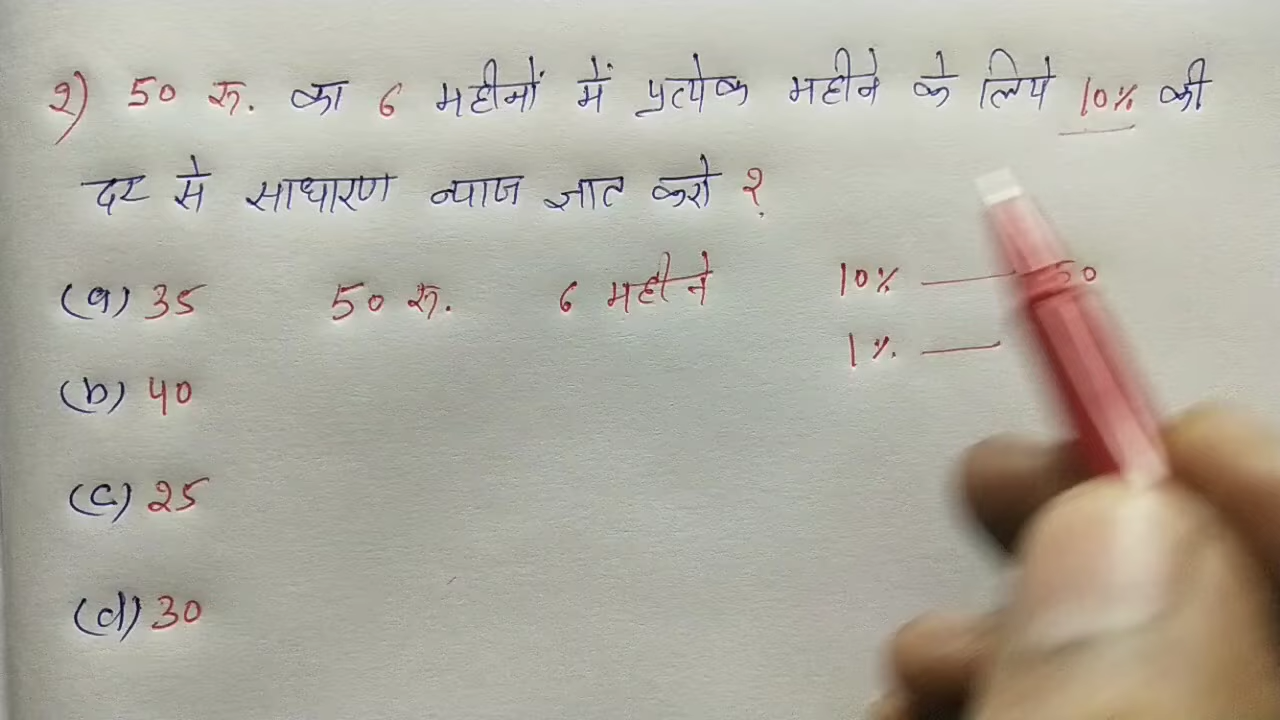 2) 50 रु. का 6 महीनों में प्रत्येक महीने के लिये 10% की
दर से साधारण ब्याज ज्ञात करो ?
(a) 35 50 रु. 6 महीने 10% — 50
(b) 40 1% —
(c) 25
(d) 30